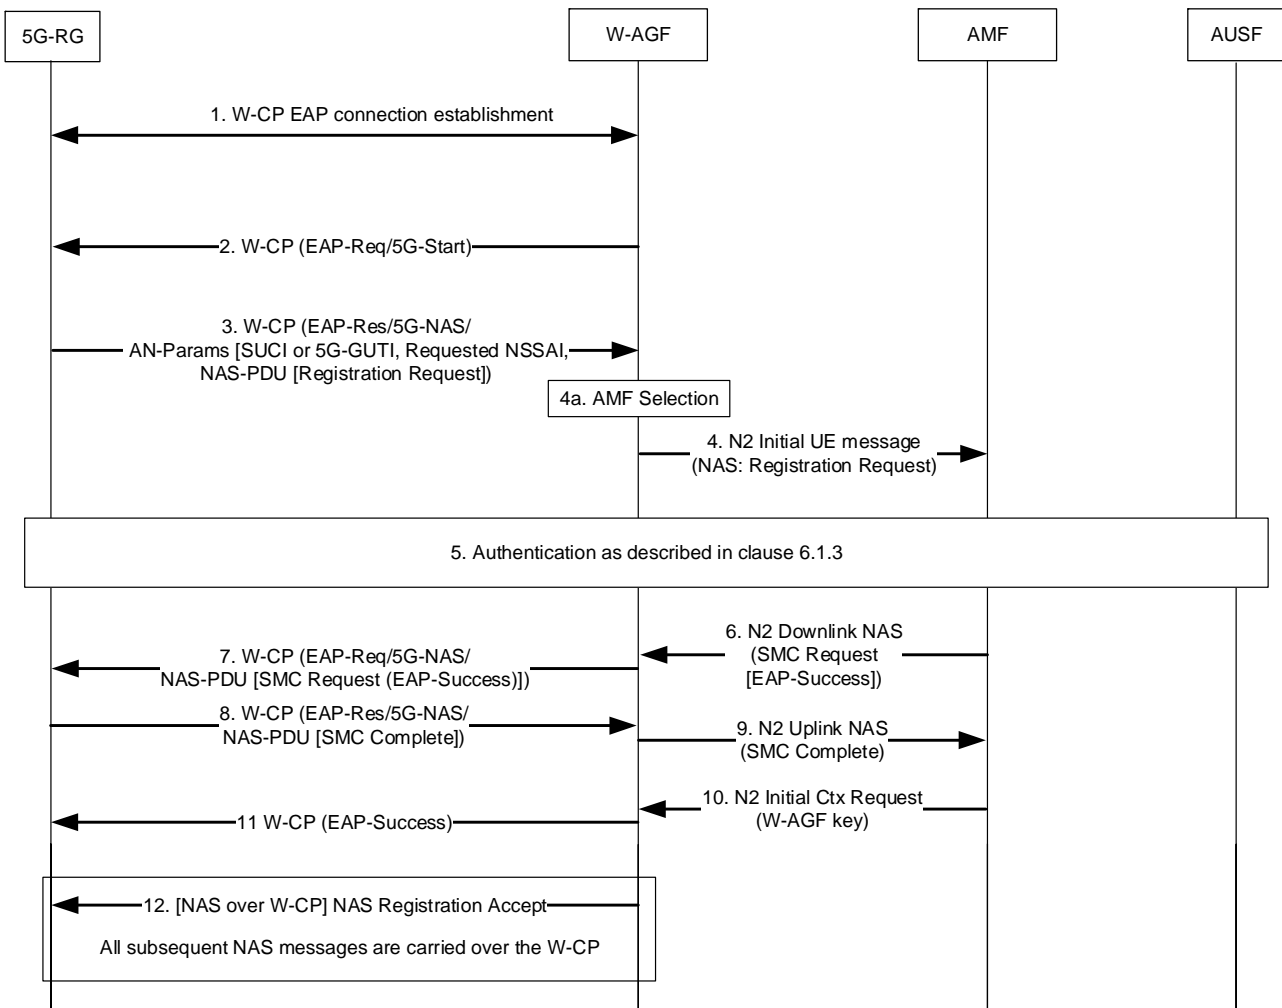 5G-RG
W-AGF
AMF
AUSF
1. W-CP EAP connection establishment
2. W-CP (EAP-Req/5G-Start)
3. W-CP (EAP-Res/5G-NAS/
AN-Params [SUCI or 5G-GUTI, Requested NSSAI,
NAS-PDU [Registration Request])
4a. AMF Selection
4. N2 Initial UE message
(NAS: Registration Request)
5. Authentication as described in clause 6.1.3
6. N2 Downlink NAS
(SMC Request
[EAP-Success])
7. W-CP (EAP-Req/5G-NAS/
NAS-PDU [SMC Request (EAP-Success)])
8. W-CP (EAP-Res/5G-NAS/
NAS-PDU [SMC Complete])
9. N2 Uplink NAS
(SMC Complete)
10. N2 Initial Ctx Request
(W-AGF key)
11 W-CP (EAP-Success)
12. [NAS over W-CP] NAS Registration Accept
All subsequent NAS messages are carried over the W-CP